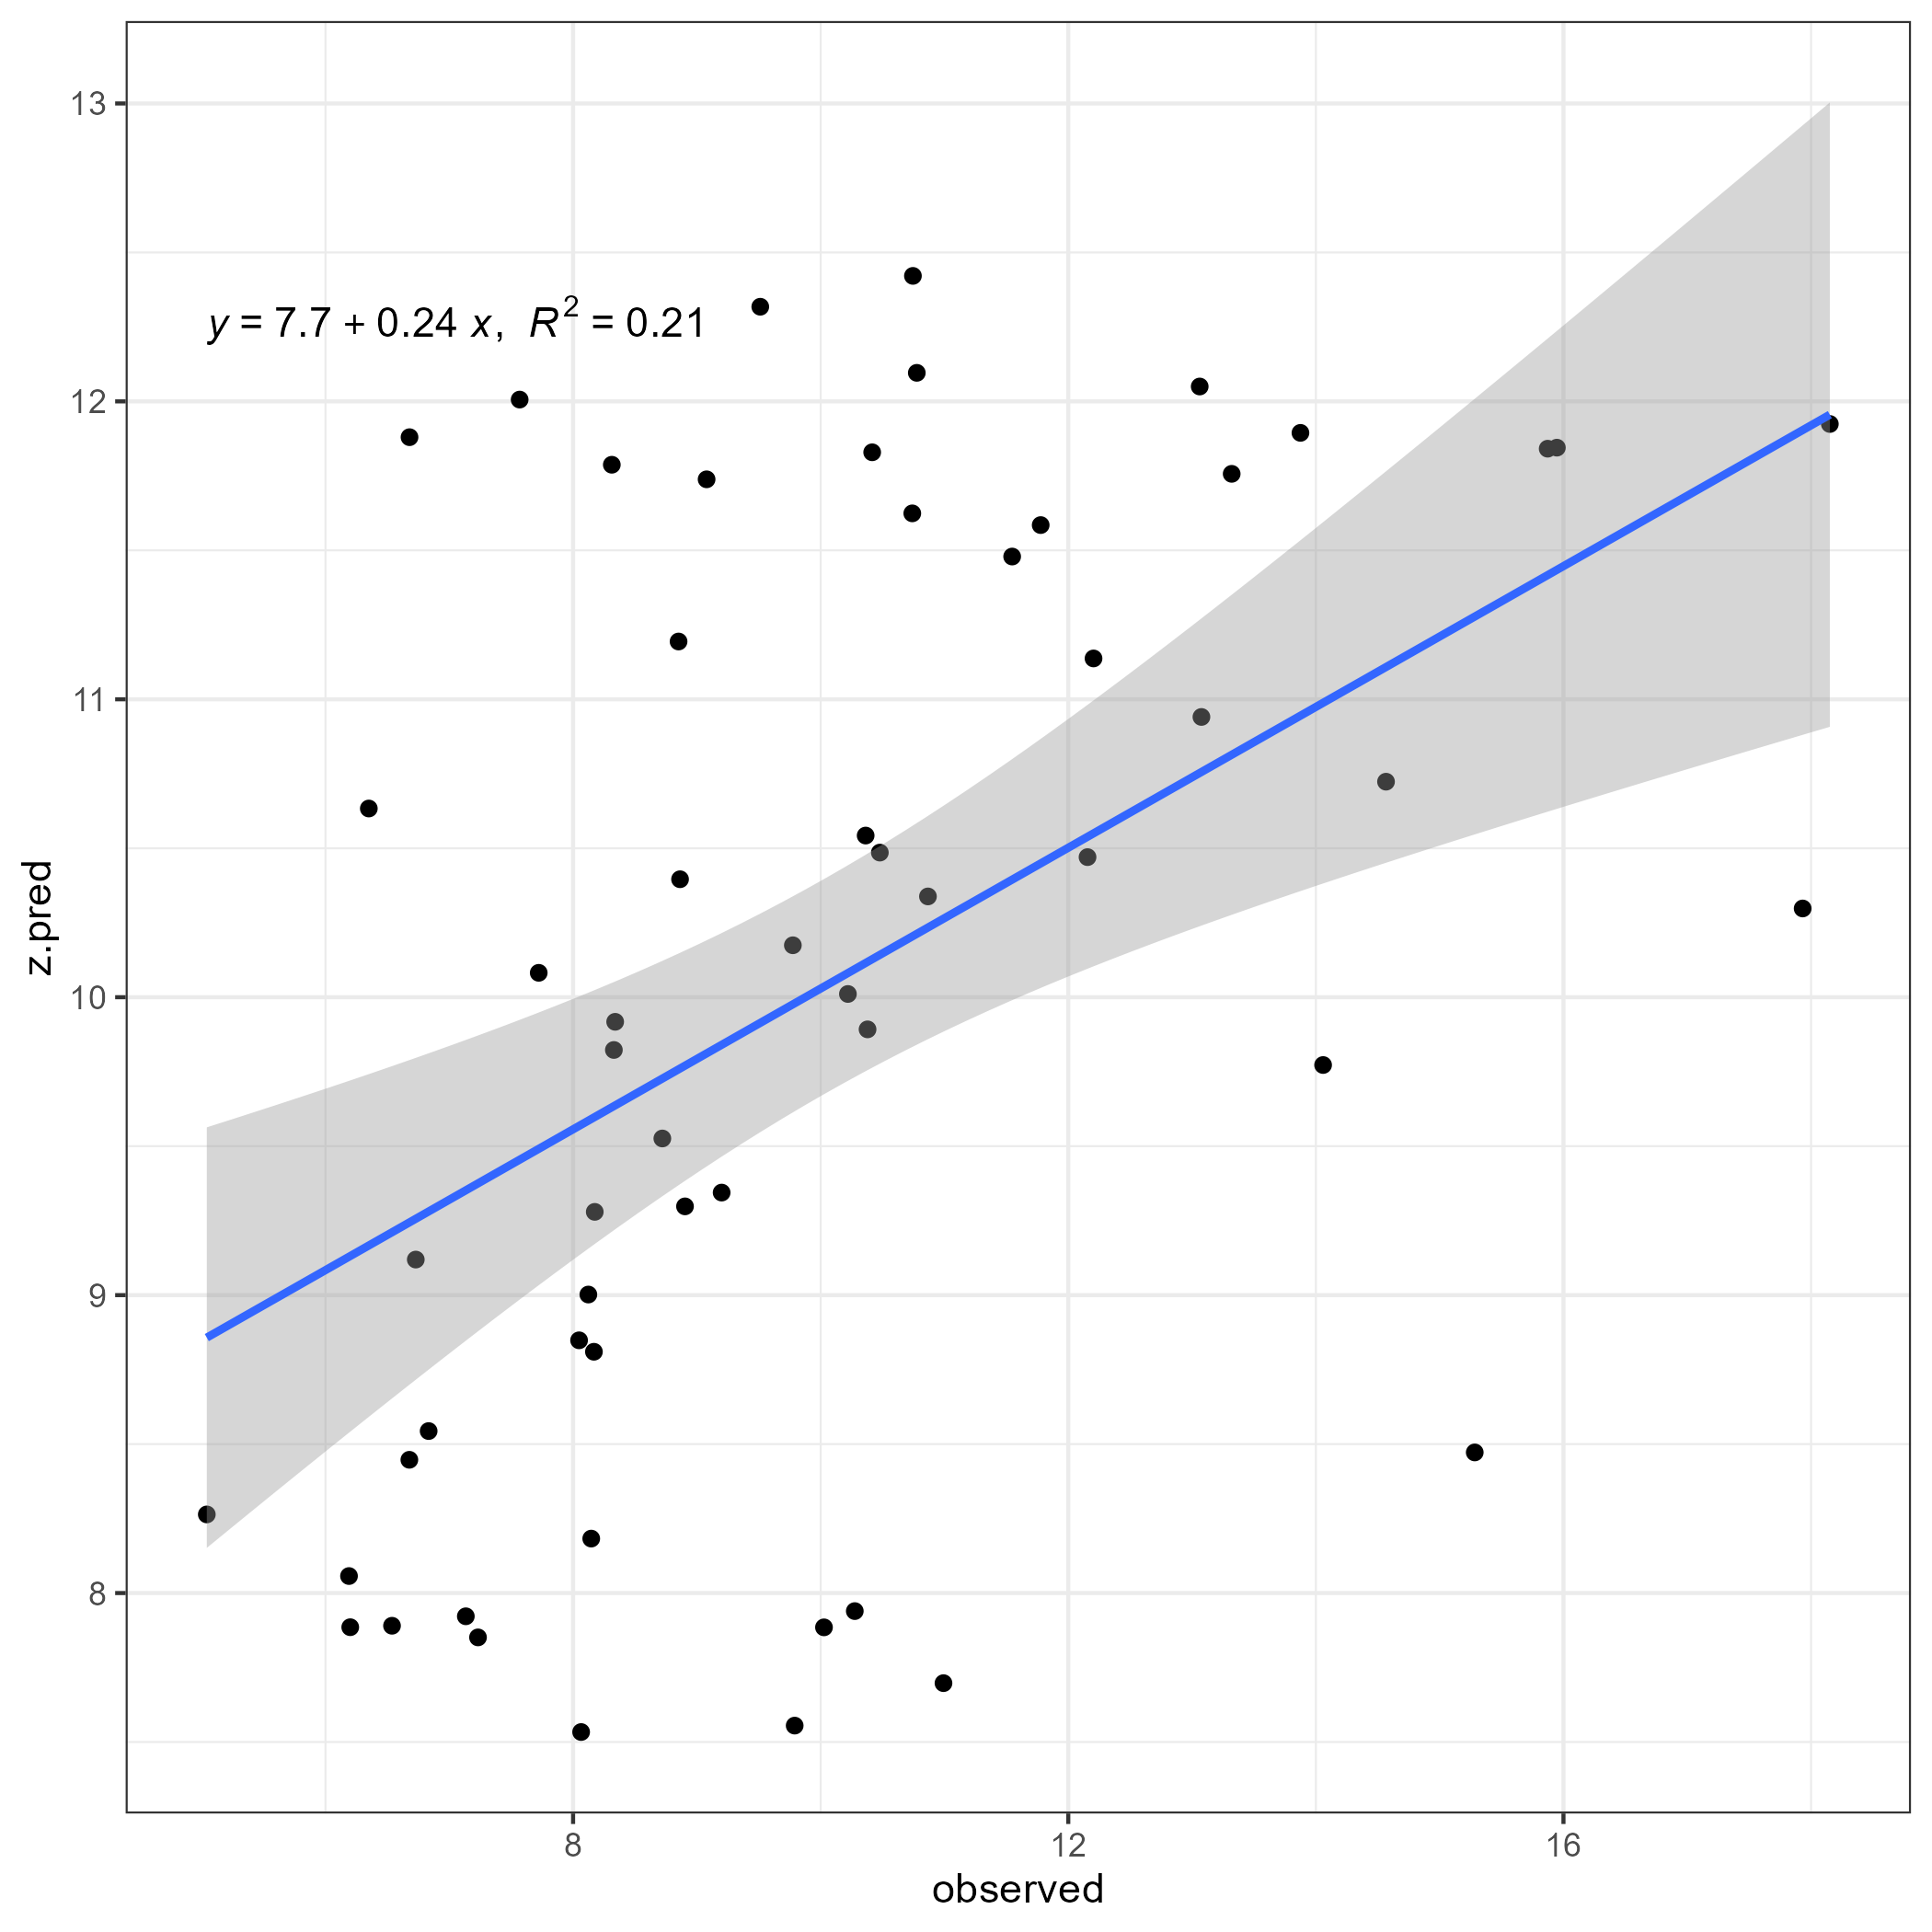 13
y = 7.7 + 0.24 x, R² = 0.21
12
11
10
9
8
z.pred
8 12 16
observed